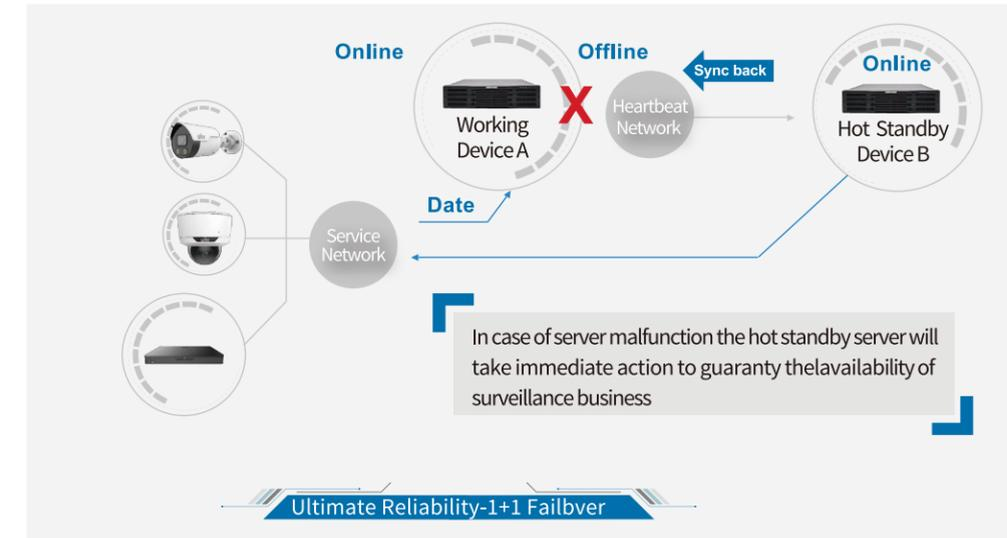 Online
Offline
Sync back
Online
Working
Device A
Heartbeat
Network
Hot Standby
Device B
Date
Service
Network
In case of server malfunction the hot standby server will
take immediate action to guaranty thelavailability of
surveillance business
Ultimate Reliability-1+1 Failbver